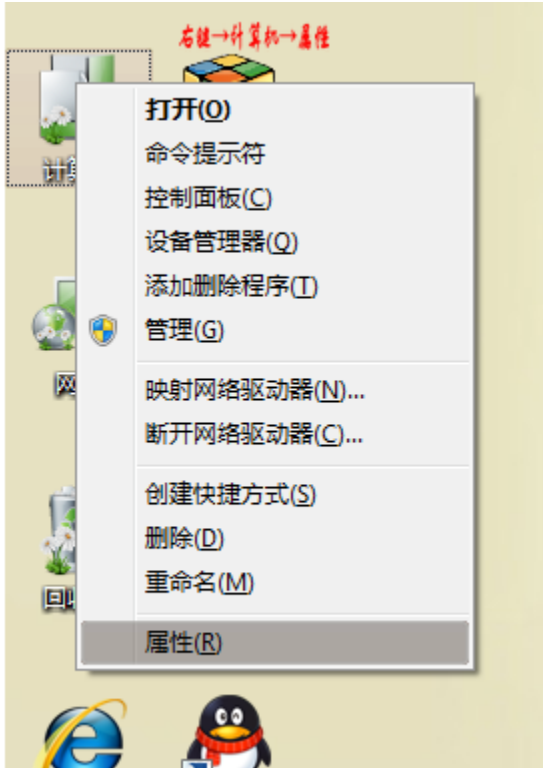 右键→计算机→属性
打开(O)
命令提示符
控制面板(C)
设备管理器(Q)
添加删除程序(T)
管理(G)
映射网络驱动器(N)...
断开网络驱动器(C)...
创建快捷方式(S)
删除(D)
重命名(M)
属性(R)
计
网
回